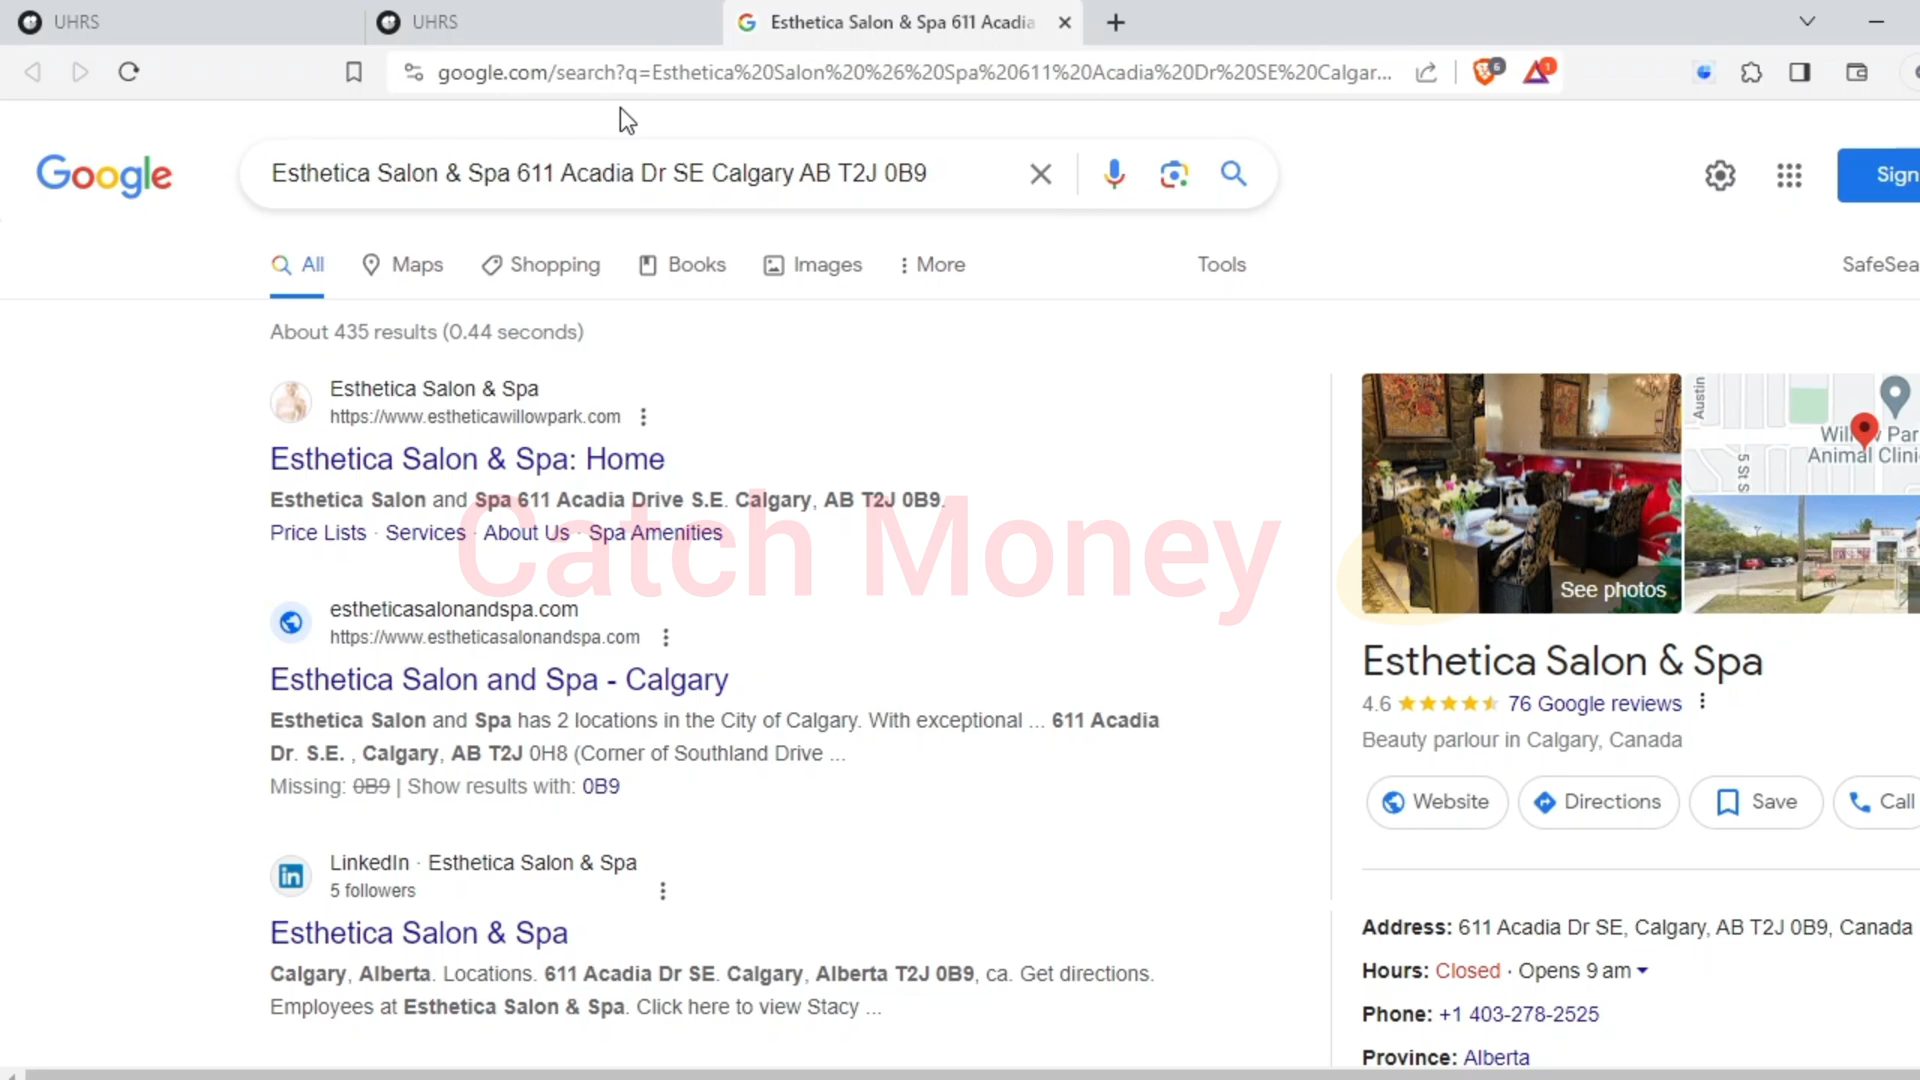 UHRS
UHRS
Esthetica Salon & Spa 611 Acadia
google.com/search?q=Esthetica%20Salon%20%26%20Spa%20611%20Acadia%20Dr%20SE%20Calgar...
6
1
Google
Esthetica Salon & Spa 611 Acadia Dr SE Calgary AB T2J 0B9
Sign
All
Maps
Shopping
Books
Images
More
Tools
SafeSea
About 435 results (0.44 seconds)
Esthetica Salon & Spa
https://www.estheticawillowpark.com
Esthetica Salon & Spa: Home
Esthetica Salon and Spa 611 Acadia Drive S.E. Calgary, AB T2J 0B9.
Price Lists · Services · About Us · Spa Amenities
Catch Money
estheticasalonandspa.com
https://www.estheticasalonandspa.com
Esthetica Salon and Spa - Calgary
Esthetica Salon and Spa has 2 locations in the City of Calgary. With exceptional ... 611 Acadia
Dr. S.E. , Calgary, AB T2J 0H8 (Corner of Southland Drive ...
Missing: 0B9 | Show results with: 0B9
LinkedIn · Esthetica Salon & Spa
5 followers
Esthetica Salon & Spa
Calgary, Alberta. Locations. 611 Acadia Dr SE. Calgary, Alberta T2J 0B9, ca. Get directions.
Employees at Esthetica Salon & Spa. Click here to view Stacy ...
Austin
5 St S
Par
Animal Clini
See photos
Esthetica Salon & Spa
4.6
76 Google reviews
Beauty parlour in Calgary, Canada
Website
Directions
Save
Call
Address: 611 Acadia Dr SE, Calgary, AB T2J 0B9, Canada
Hours: Closed · Opens 9 am
Phone: +1 403-278-2525
Province: Alberta